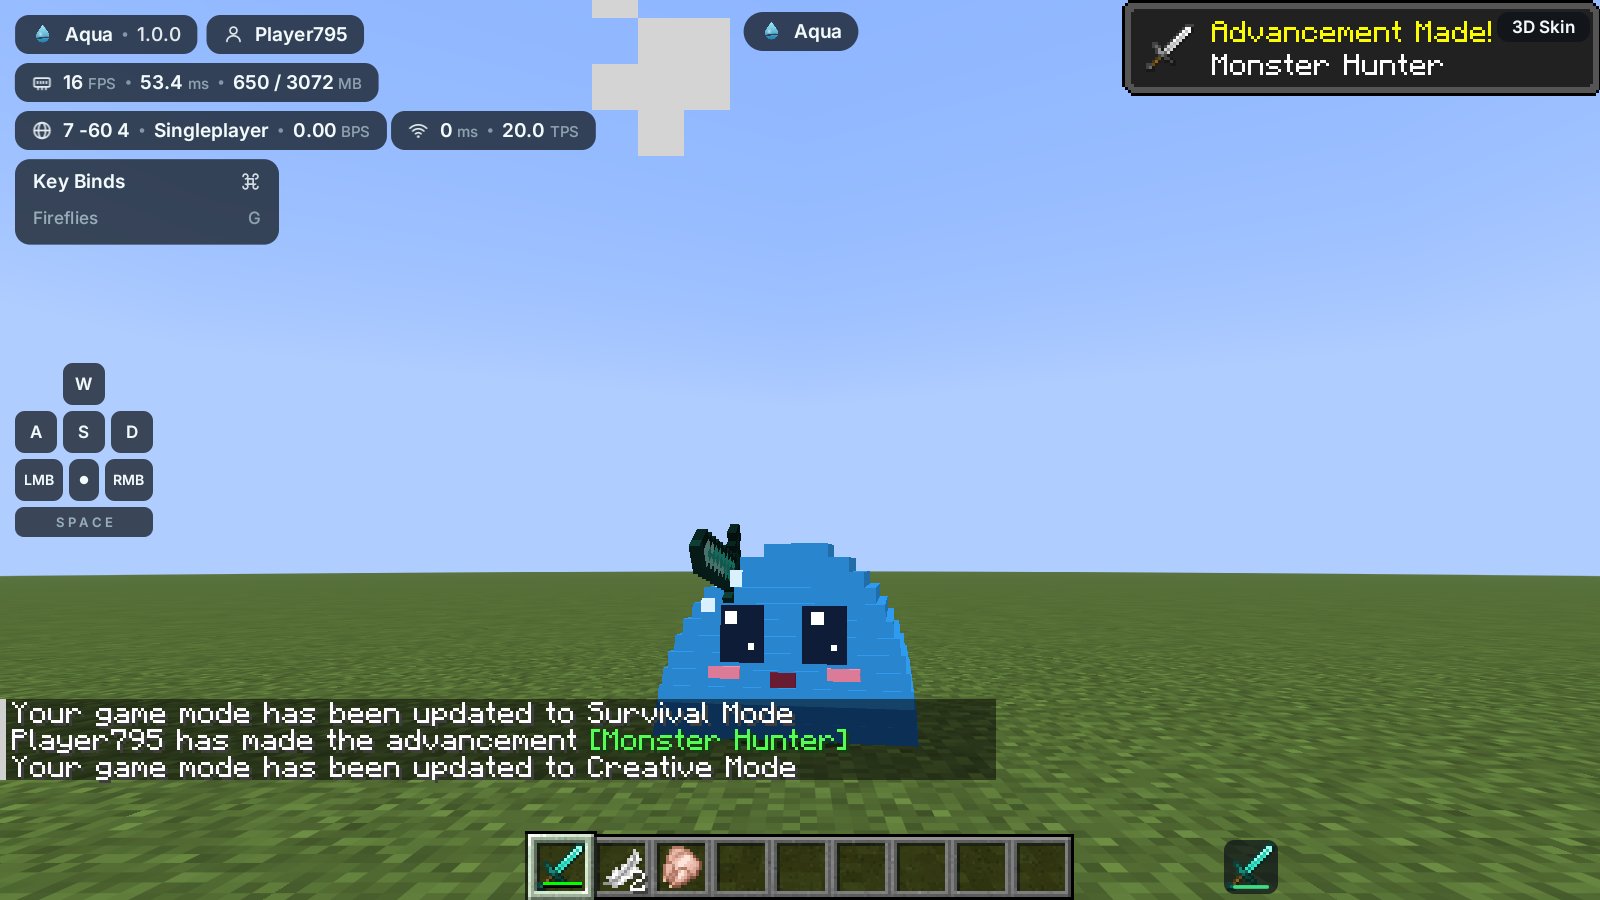 Aqua • 1.0.0 Player795
Aqua
Advancement Made!
3D Skin
Monster Hunter
16 FPS • 53.4 ms • 650 / 3072 MB
7 -60 4 • Singleplayer • 0.00 BPS
0 ms • 20.0 TPS
Key Binds
Fireflies G
W
A S D
LMB RMB
SPACE
Your game mode has been updated to Survival Mode
Player795 has made the advancement [Monster Hunter]
Your game mode has been updated to Creative Mode
2